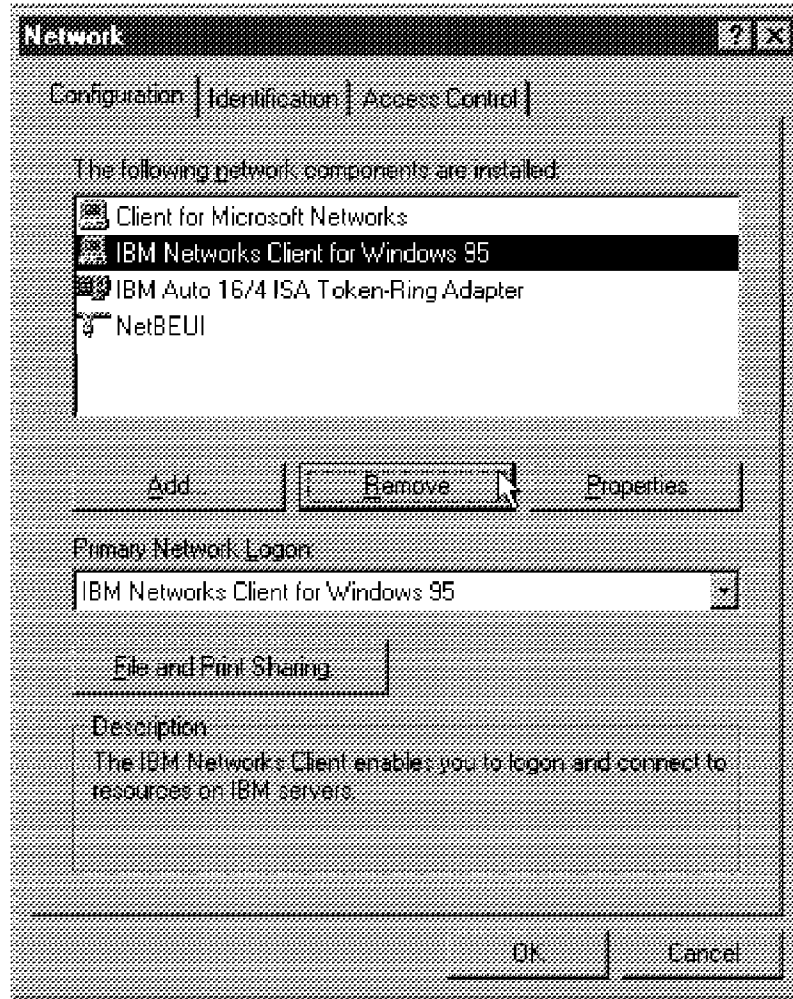 Network
Configuration Identification Access Control
The following network components are installed:
Client for Microsoft Networks
IBM Networks Client for Windows 95
IBM Auto 16/4 ISA Token-Ring Adapter
NetBEUI
Add... Remove Properties
Primary Network Logon:
IBM Networks Client for Windows 95
File and Print Sharing...
Description
The IBM Networks Client enables you to logon and connect to
resources on IBM servers.
OK Cancel